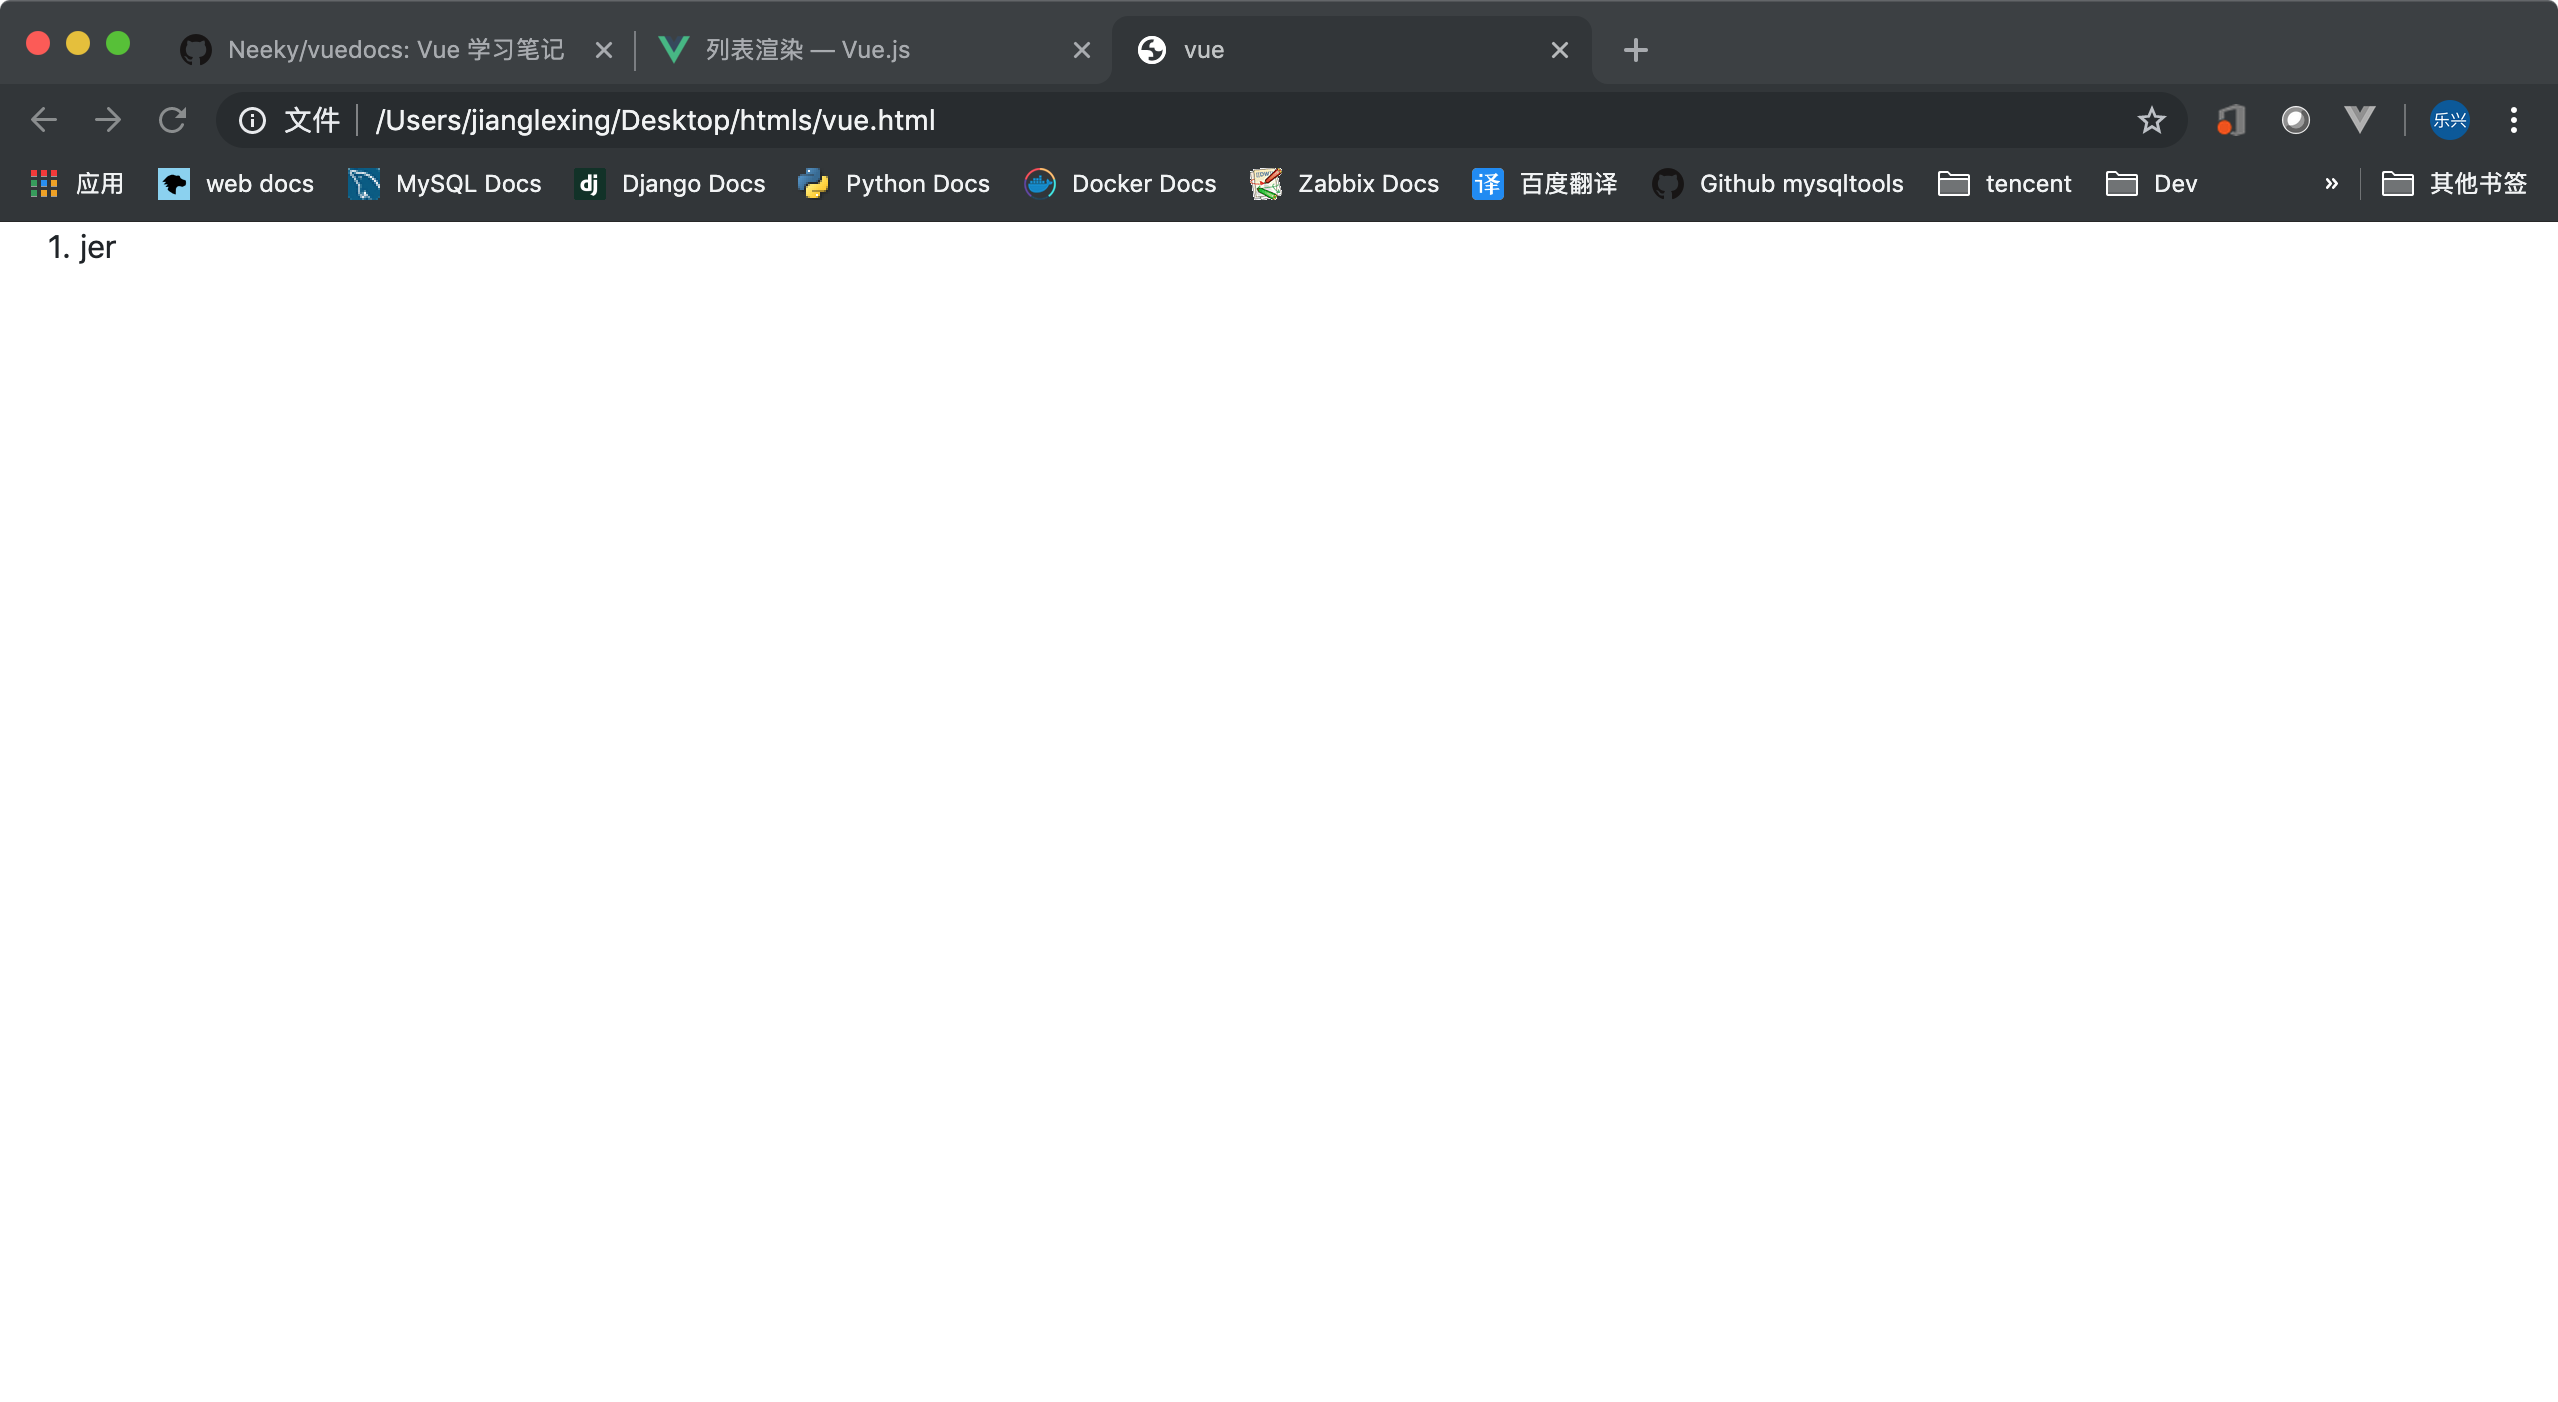 Neeky/vuedocs: Vue 学习笔记 列表渲染 — Vue.js vue
文件 /Users/jianglexing/Desktop/htmls/vue.html 乐兴
应用 web docs MySQL Docs dj Django Docs Python Docs Docker Docs Zabbix Docs 译 百度翻译 Github mysqltools tencent Dev » 其他书签
1. jer